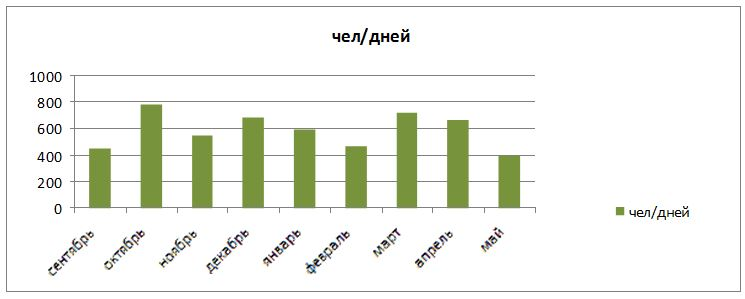 чел/дней
1000
800
600
400
200
0
сентябрь
октябрь
ноябрь
декабрь
январь
февраль
март
апрель
май
чел/дней